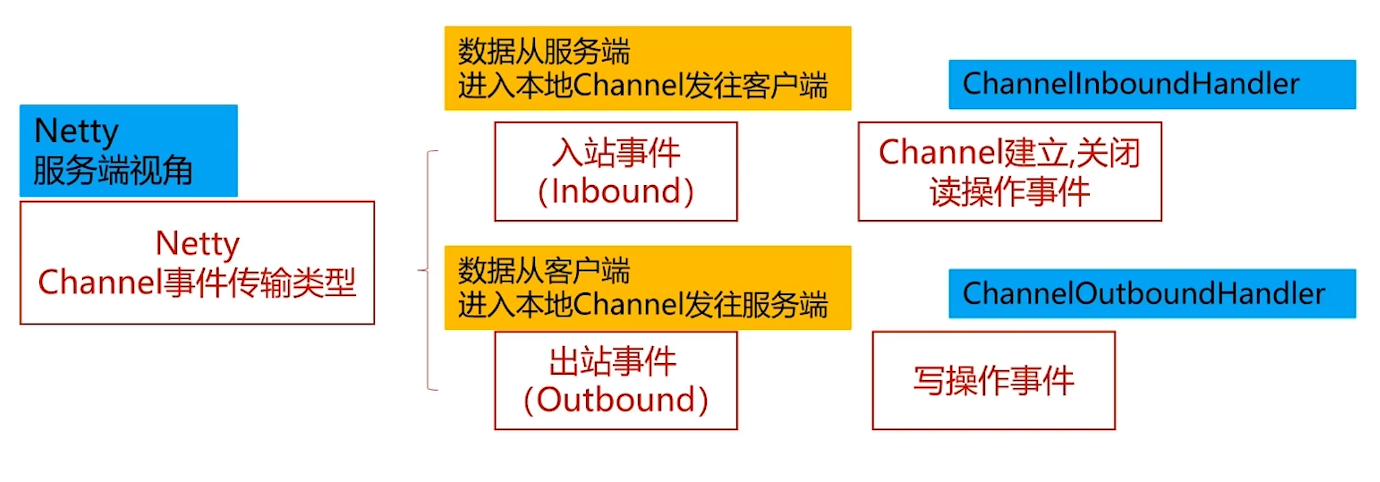 Netty
服务端视角
Netty
Channel事件传输类型
数据从服务端
进入本地Channel发往客户端
ChannelInboundHandler
入站事件
（Inbound）
Channel建立,关闭
读操作事件
数据从客户端
进入本地Channel发往服务端
ChannelOutboundHandler
出站事件
（Outbound）
写操作事件